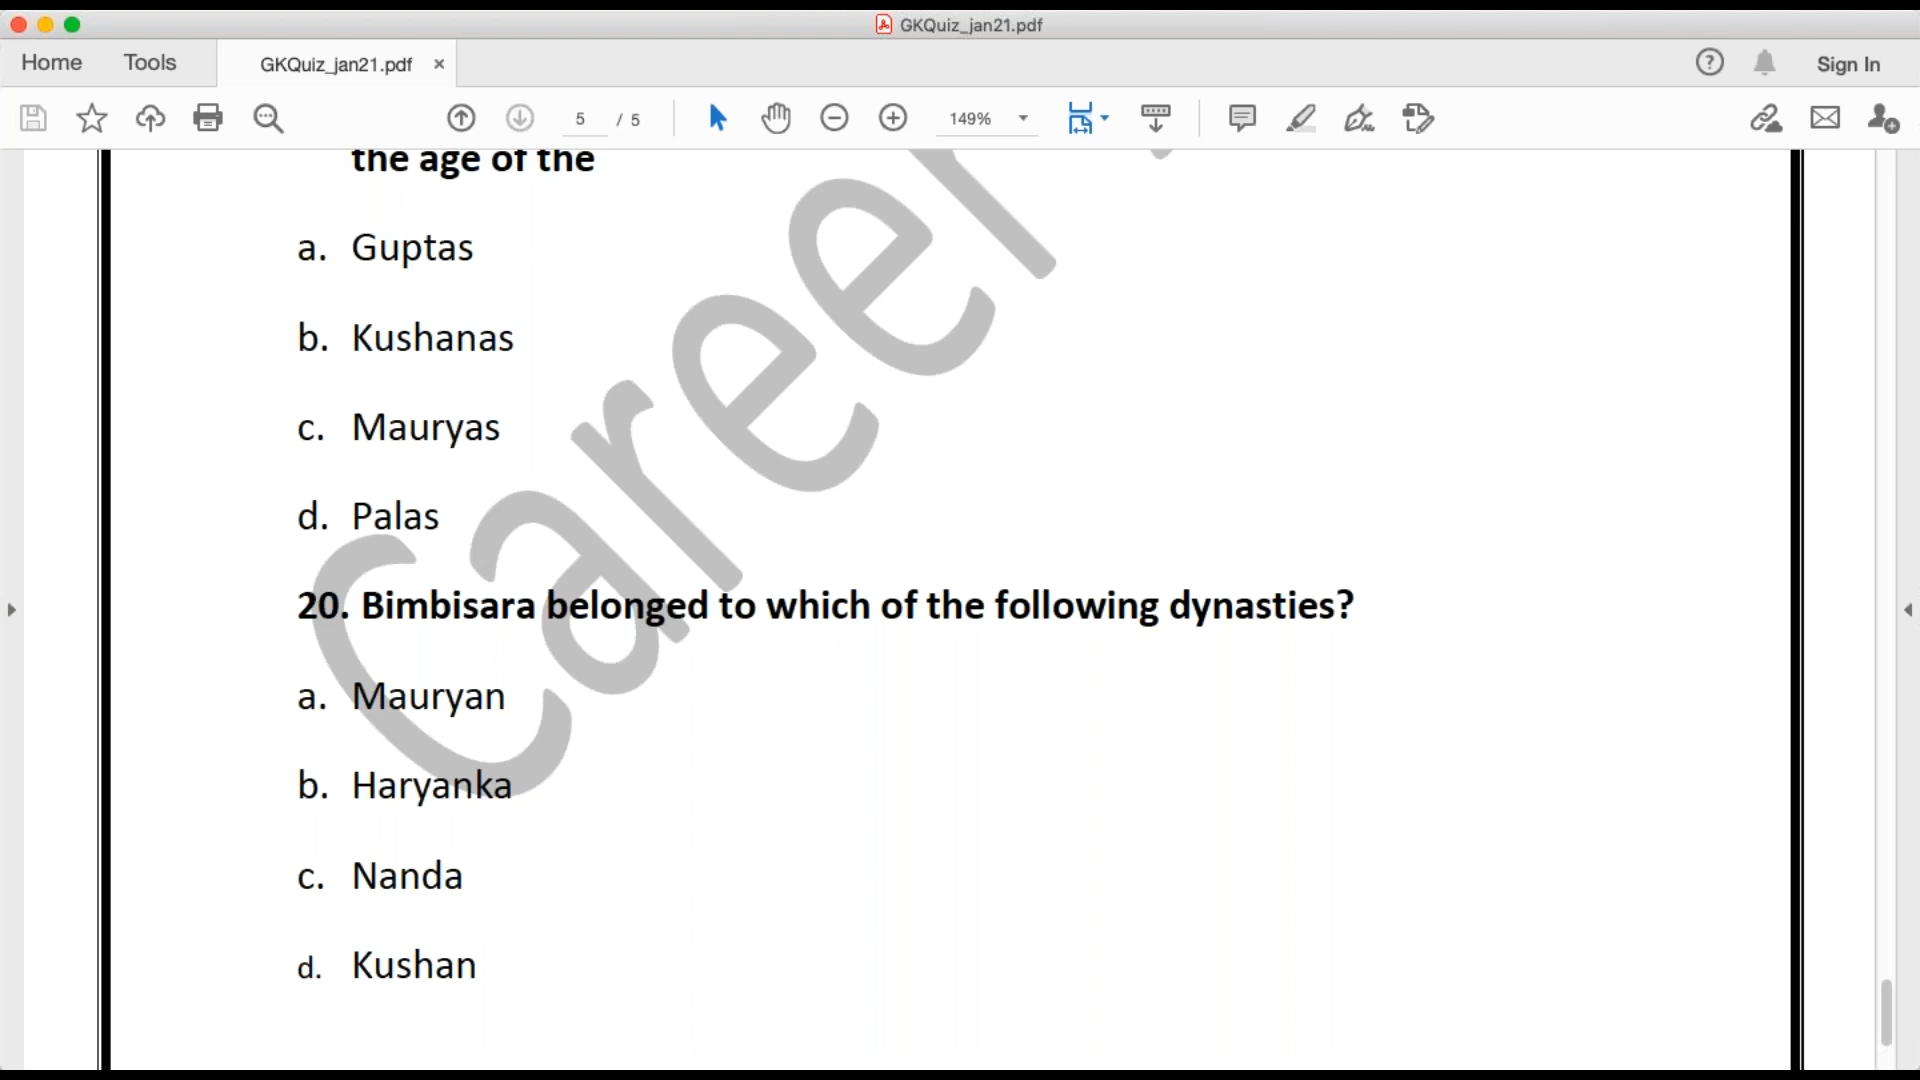 GKQuiz_jan21.pdf
Home Tools GKQuiz_jan21.pdf × Sign In
5 / 5 149%
the age of the
a. Guptas
b. Kushanas
c. Mauryas
d. Palas
20. Bimbisara belonged to which of the following dynasties?
a. Mauryan
b. Haryanka
c. Nanda
d. Kushan
Career